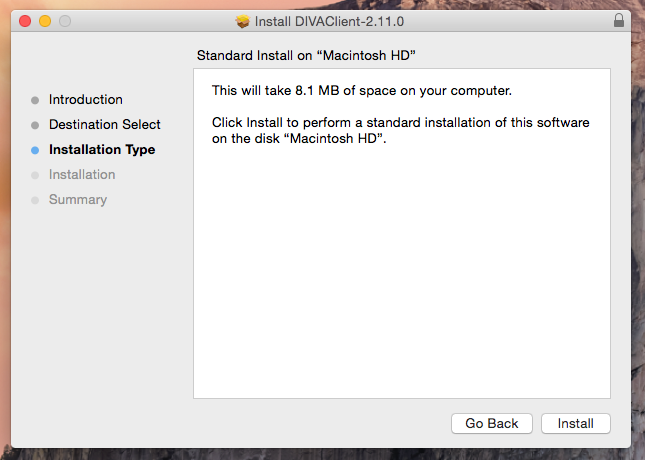 Install DIVAClient-2.11.0
Standard Install on “Macintosh HD”
Introduction
Destination Select
Installation Type
Installation
Summary
This will take 8.1 MB of space on your computer.
Click Install to perform a standard installation of this software
on the disk “Macintosh HD”.
Go Back
Install